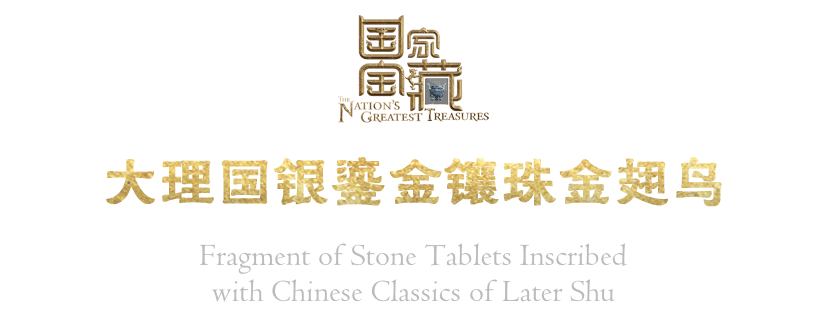 国家宝藏
THE NATION'S GREATEST TREASURES
大理国银鎏金镶珠金翅鸟
Fragment of Stone Tablets Inscribed
with Chinese Classics of Later Shu